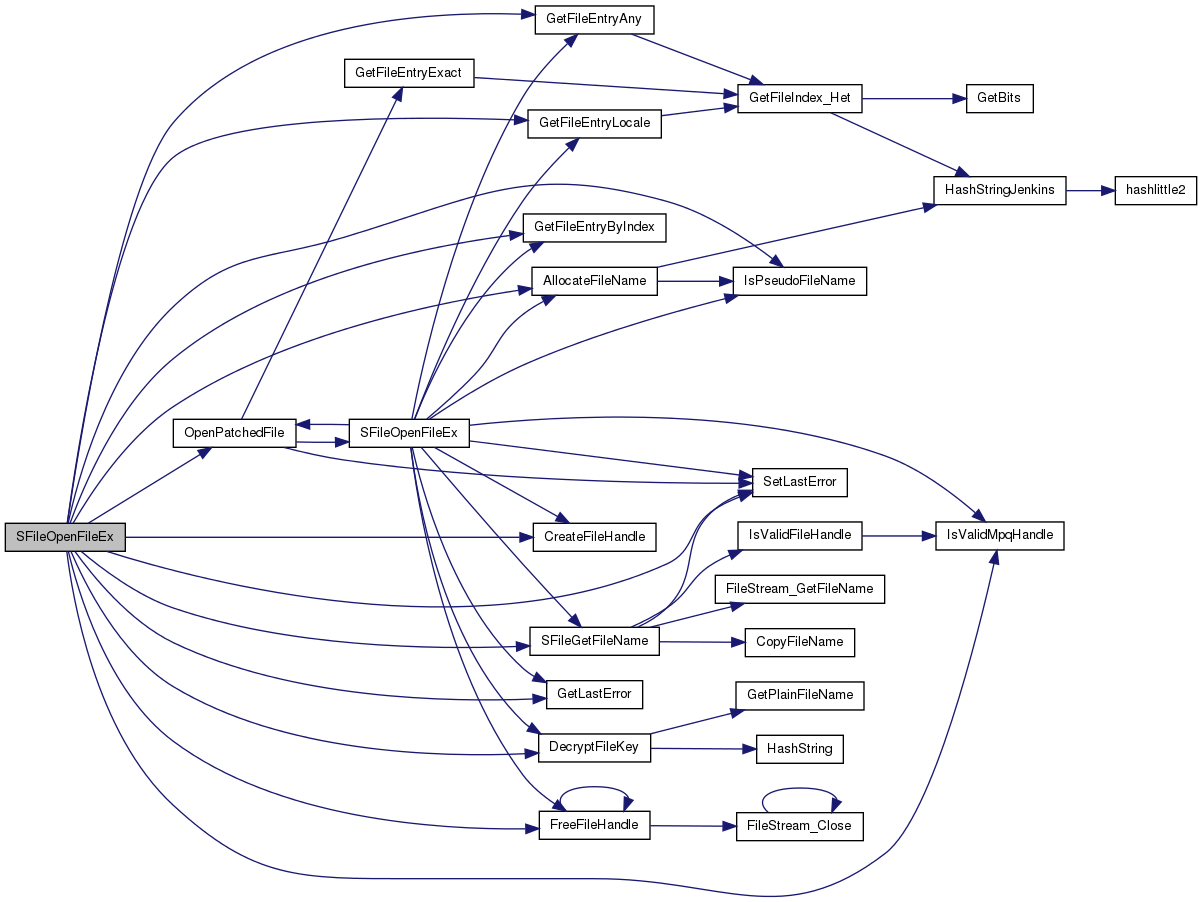 GetFileEntryAny
GetFileEntryExact
GetFileIndex_Het
GetBits
GetFileEntryLocale
HashStringJenkins
hashlittle2
GetFileEntryByIndex
AllocateFileName
IsPseudoFileName
OpenPatchedFile
SFileOpenFileEx
SetLastError
SFileOpenFileEx
CreateFileHandle
IsValidFileHandle
IsValidMpqHandle
FileStream_GetFileName
SFileGetFileName
CopyFileName
GetLastError
GetPlainFileName
DecryptFileKey
HashString
FreeFileHandle
FileStream_Close